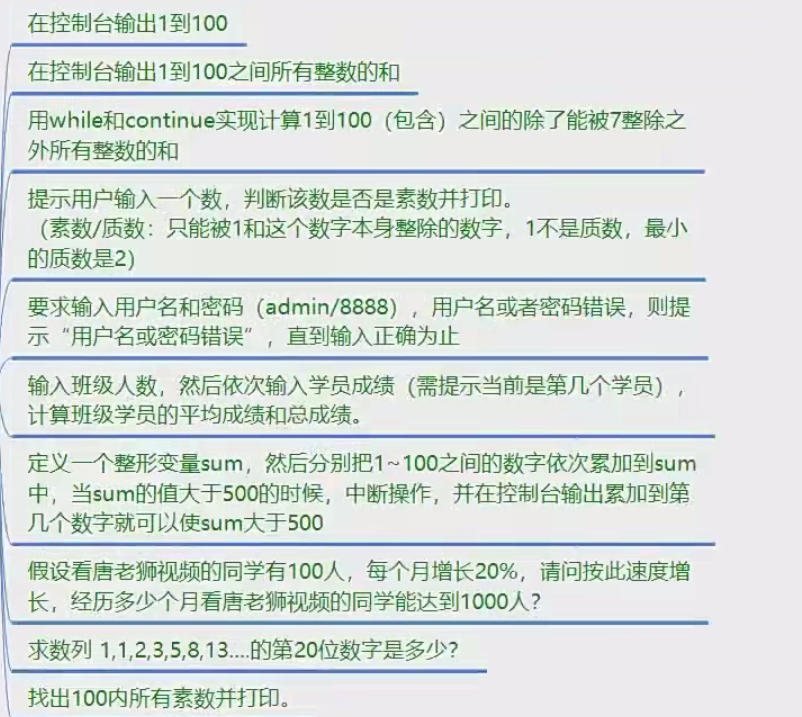 在控制台输出1到100
在控制台输出1到100之间所有整数的和
用while和continue实现计算1到100（包含）之间的除了能被7整除之
外所有整数的和
提示用户输入一个数，判断该数是否是素数并打印。
（素数/质数：只能被1和这个数字本身整除的数字，1不是质数，最小
的质数是2）
要求输入用户名和密码（admin/8888），用户名或者密码错误，则提
示“用户名或密码错误”，直到输入正确为止
输入班级人数，然后依次输入学员成绩（需提示当前是第几个学员），
计算班级学员的平均成绩和总成绩。
定义一个整形变量sum，然后分别把1~100之间的数字依次累加到sum
中，当sum的值大于500的时候，中断操作，并在控制台输出累加到第
几个数字就可以使sum大于500
假设看唐老狮视频的同学有100人，每个月增长20%，请问按此速度增
长，经历多少个月看唐老狮视频的同学能达到1000人？
求数列 1,1,2,3,5,8,13....的第20位数字是多少？
找出100内所有素数并打印。